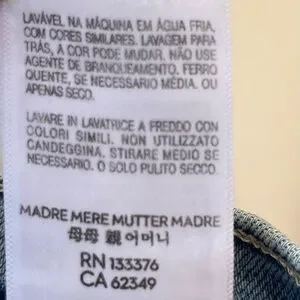 LAVÁVEL NA MÁQUINA EM ÁGUA FRIA,
COM CORES SIMILARES. LAVAGEM PARA
TRÁS, A COR PODE MUDAR. NÃO USE
AGENTE DE BRANQUEAMENTO. FERRO
QUENTE, SE NECESSARIO MÉDIA. OU
APENAS SECO.
LAVARE IN LAVATRICE A FREDDO CON
COLORI SIMILI. NON UTILIZZATO
CANDEGGINA. STIRARE MEDIO SE
NECESSARIO. O SOLO PULITO SECCO.
MADRE MERE MUTTER MADRE
母母 親 어머니
RN 133376
CA 62349